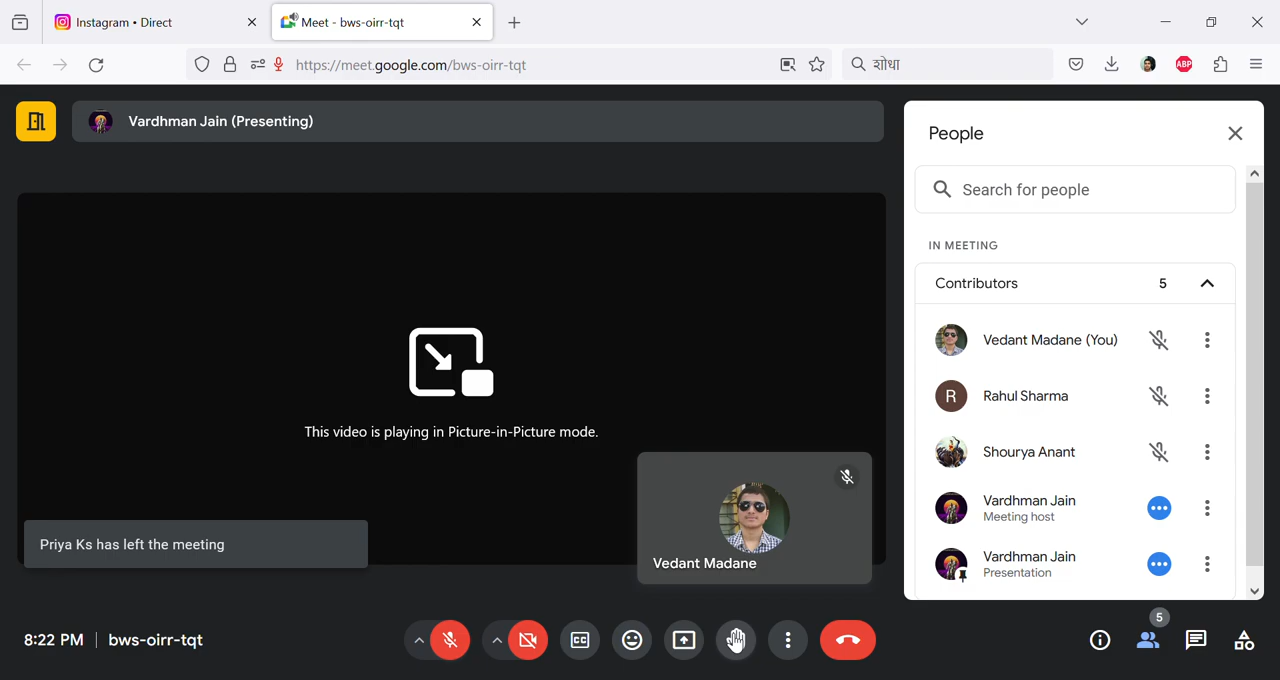 Instagram • Direct
Meet - bws-oirr-tqt
https://meet.google.com/bws-oirr-tqt
शोधा
ABP
Vardhman Jain (Presenting)
This video is playing in Picture-in-Picture mode.
Priya Ks has left the meeting
Vedant Madane
People
Search for people
IN MEETING
Contributors 5
Vedant Madane (You)
R Rahul Sharma
Shourya Anant
Vardhman Jain
Meeting host
Vardhman Jain
Presentation
8:22 PM | bws-oirr-tqt
CC
5